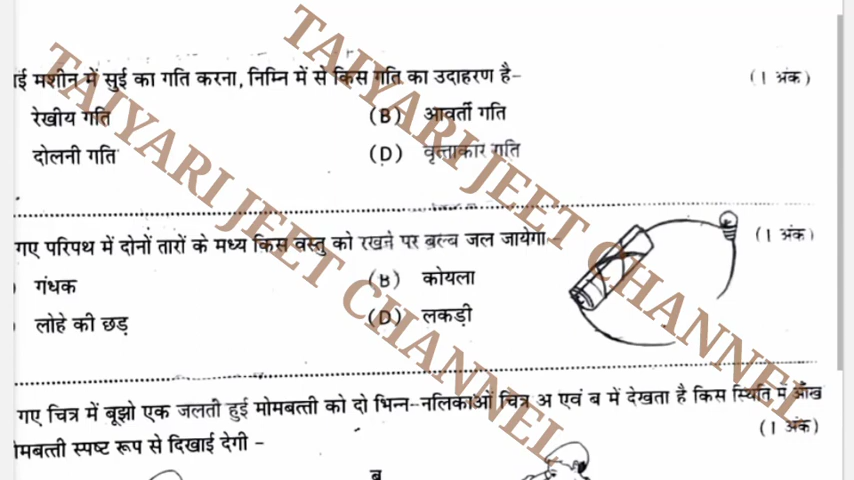 ई मशीन में सुई का गति करना, निम्नि में से किस गति का उदाहरण है- (1 अंक)
रेखीय गति (B) आवर्ती गति
दोलनी गति (D) वृत्ताकार गति
गए परिपथ में दोनों तारों के मध्य किस वस्तु को रखने पर बल्ब जल जायेगा- (1 अंक)
) गंधक (B) कोयला
लोहे की छड़ (D) लकड़ी
गए चित्र में बूझो एक जलती हुई मोमबत्ती को दो भिन्न-नलिकाओं चित्र अ एवं ब में देखता है किस स्थिति में आँख
(1 अंक)
ोमबत्ती स्पष्ट रूप से दिखाई देगी -
ब
TAIYARI JEET CHANNEL
TAIYARI JEET CHANNEL